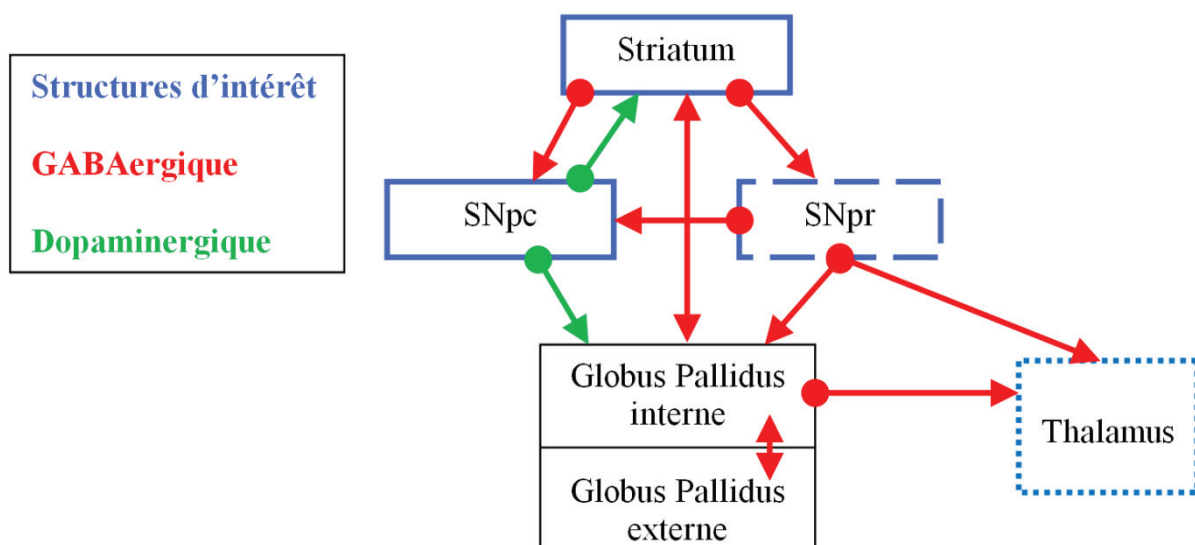 Striatum
Structures d'intérêt
GABAergique
Dopaminergique
SNpc
SNpr
Globus Pallidus
interne
Thalamus
Globus Pallidus
externe